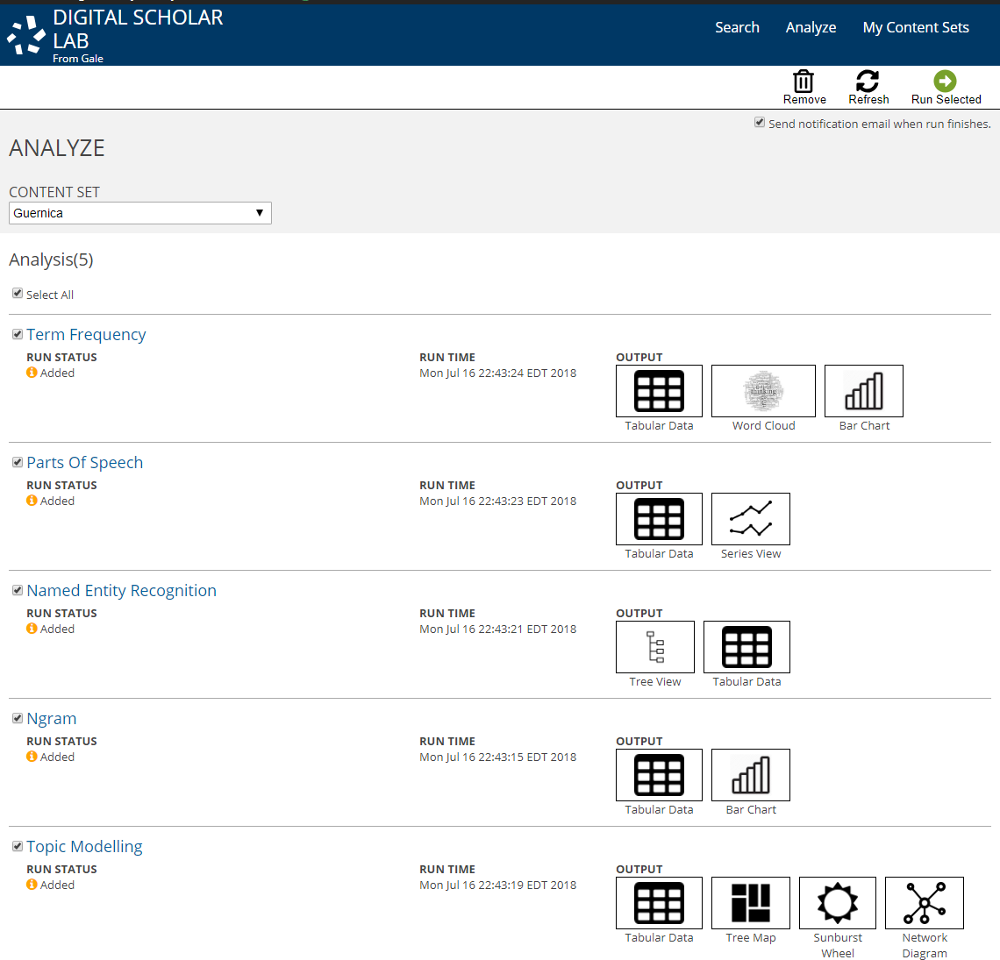 DIGITAL SCHOLAR
LAB
From Gale
Search Analyze My Content Sets
Remove Refresh Run Selected
Send notification email when run finishes.
ANALYZE
CONTENT SET
Guernica
Analysis(5)
Select All
Term Frequency
RUN STATUS RUN TIME OUTPUT
Added Mon Jul 16 22:43:24 EDT 2018
thinking
Tabular Data Word Cloud Bar Chart
Parts Of Speech
RUN STATUS RUN TIME OUTPUT
Added Mon Jul 16 22:43:23 EDT 2018
Tabular Data Series View
Named Entity Recognition
RUN STATUS RUN TIME OUTPUT
Added Mon Jul 16 22:43:21 EDT 2018
Tree View Tabular Data
Ngram
RUN STATUS RUN TIME OUTPUT
Added Mon Jul 16 22:43:15 EDT 2018
Tabular Data Bar Chart
Topic Modelling
RUN STATUS RUN TIME OUTPUT
Added Mon Jul 16 22:43:19 EDT 2018
Tabular Data Tree Map Sunburst Network
Wheel Diagram